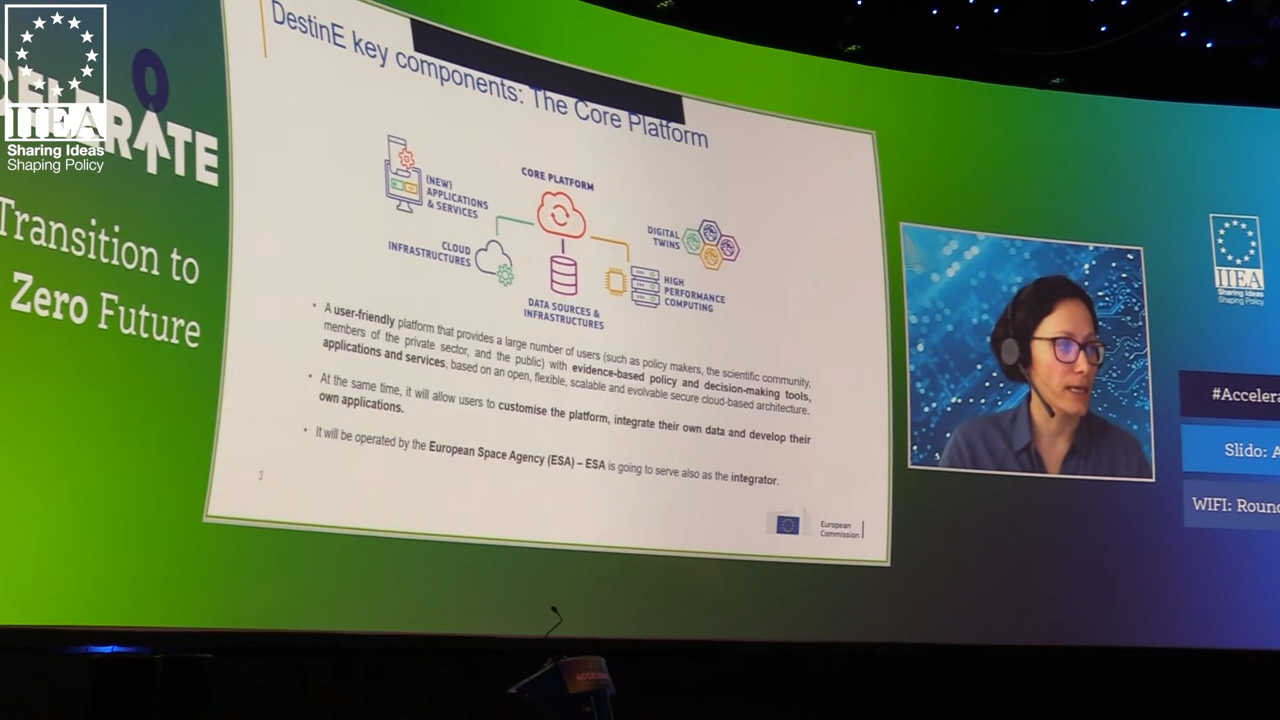 IIEA
Sharing Ideas
Shaping Policy
Transition to
Zero Future
DestinE key components: The Core Platform
(NEW)
APPLICATIONS
& SERVICES
CORE PLATFORM
DIGITAL
TWINS
CLOUD
INFRASTRUCTURES
DATA SOURCES &
INFRASTRUCTURES
HIGH
PERFORMANCE
COMPUTING
• A user-friendly platform that provides a large number of users (such as policy makers, the scientific community,
members of the private sector, and the public) with evidence-based policy and decision-making tools,
applications and services, based on an open, flexible, scalable and evolvable secure cloud-based architecture.
• At the same time, it will allow users to customise the platform, integrate their own data and develop their
own applications.
• It will be operated by the European Space Agency (ESA) – ESA is going to serve also as the integrator.
3
European
Commission
IIEA
Sharing Ideas
Shaping Policy
#Accelera
Slido: A
WIFI: Round